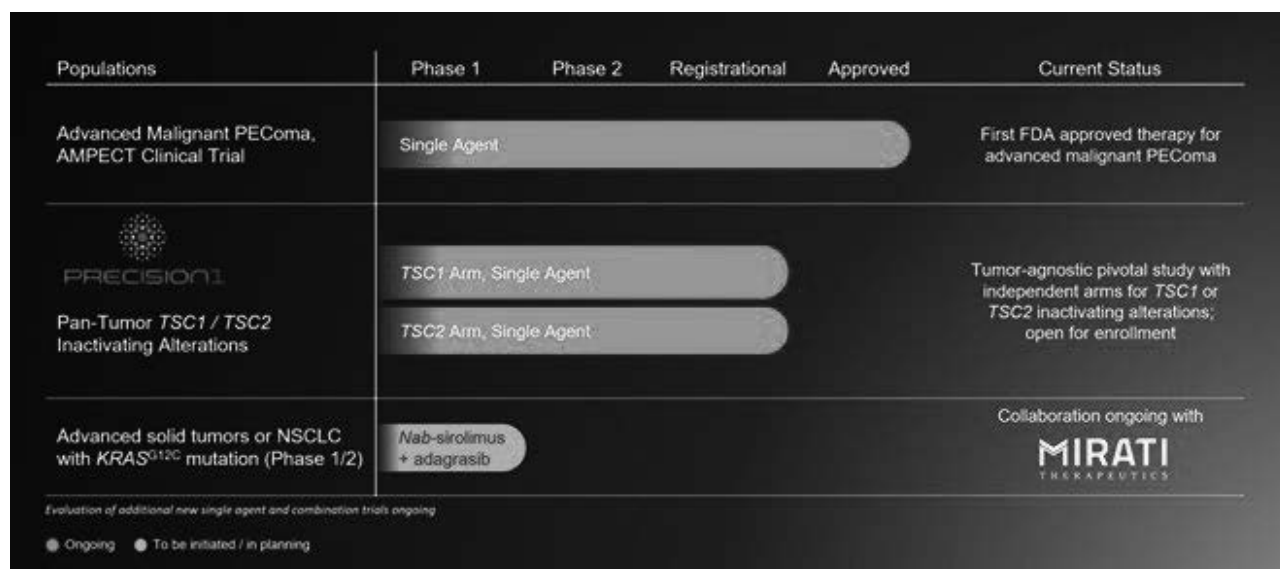 Populations
Phase 1
Phase 2
Registrational
Approved
Current Status
Advanced Malignant PEComa,
AMPECT Clinical Trial
Single Agent
First FDA approved therapy for
advanced malignant PEComa
PRECISION1
Pan-Tumor TSC1 / TSC2
Inactivating Alterations
TSC1 Arm, Single Agent
TSC2 Arm, Single Agent
Tumor-agnostic pivotal study with
independent arms for TSC1 or
TSC2 inactivating alterations;
open for enrollment
Advanced solid tumors or NSCLC
with KRASG12C mutation (Phase 1/2)
Nab-sirolimus
+ adagrasib
Collaboration ongoing with
MIRATI
THERAPEUTICS
Evaluation of additional new single agent and combination trials ongoing
Ongoing
To be initiated / in planning